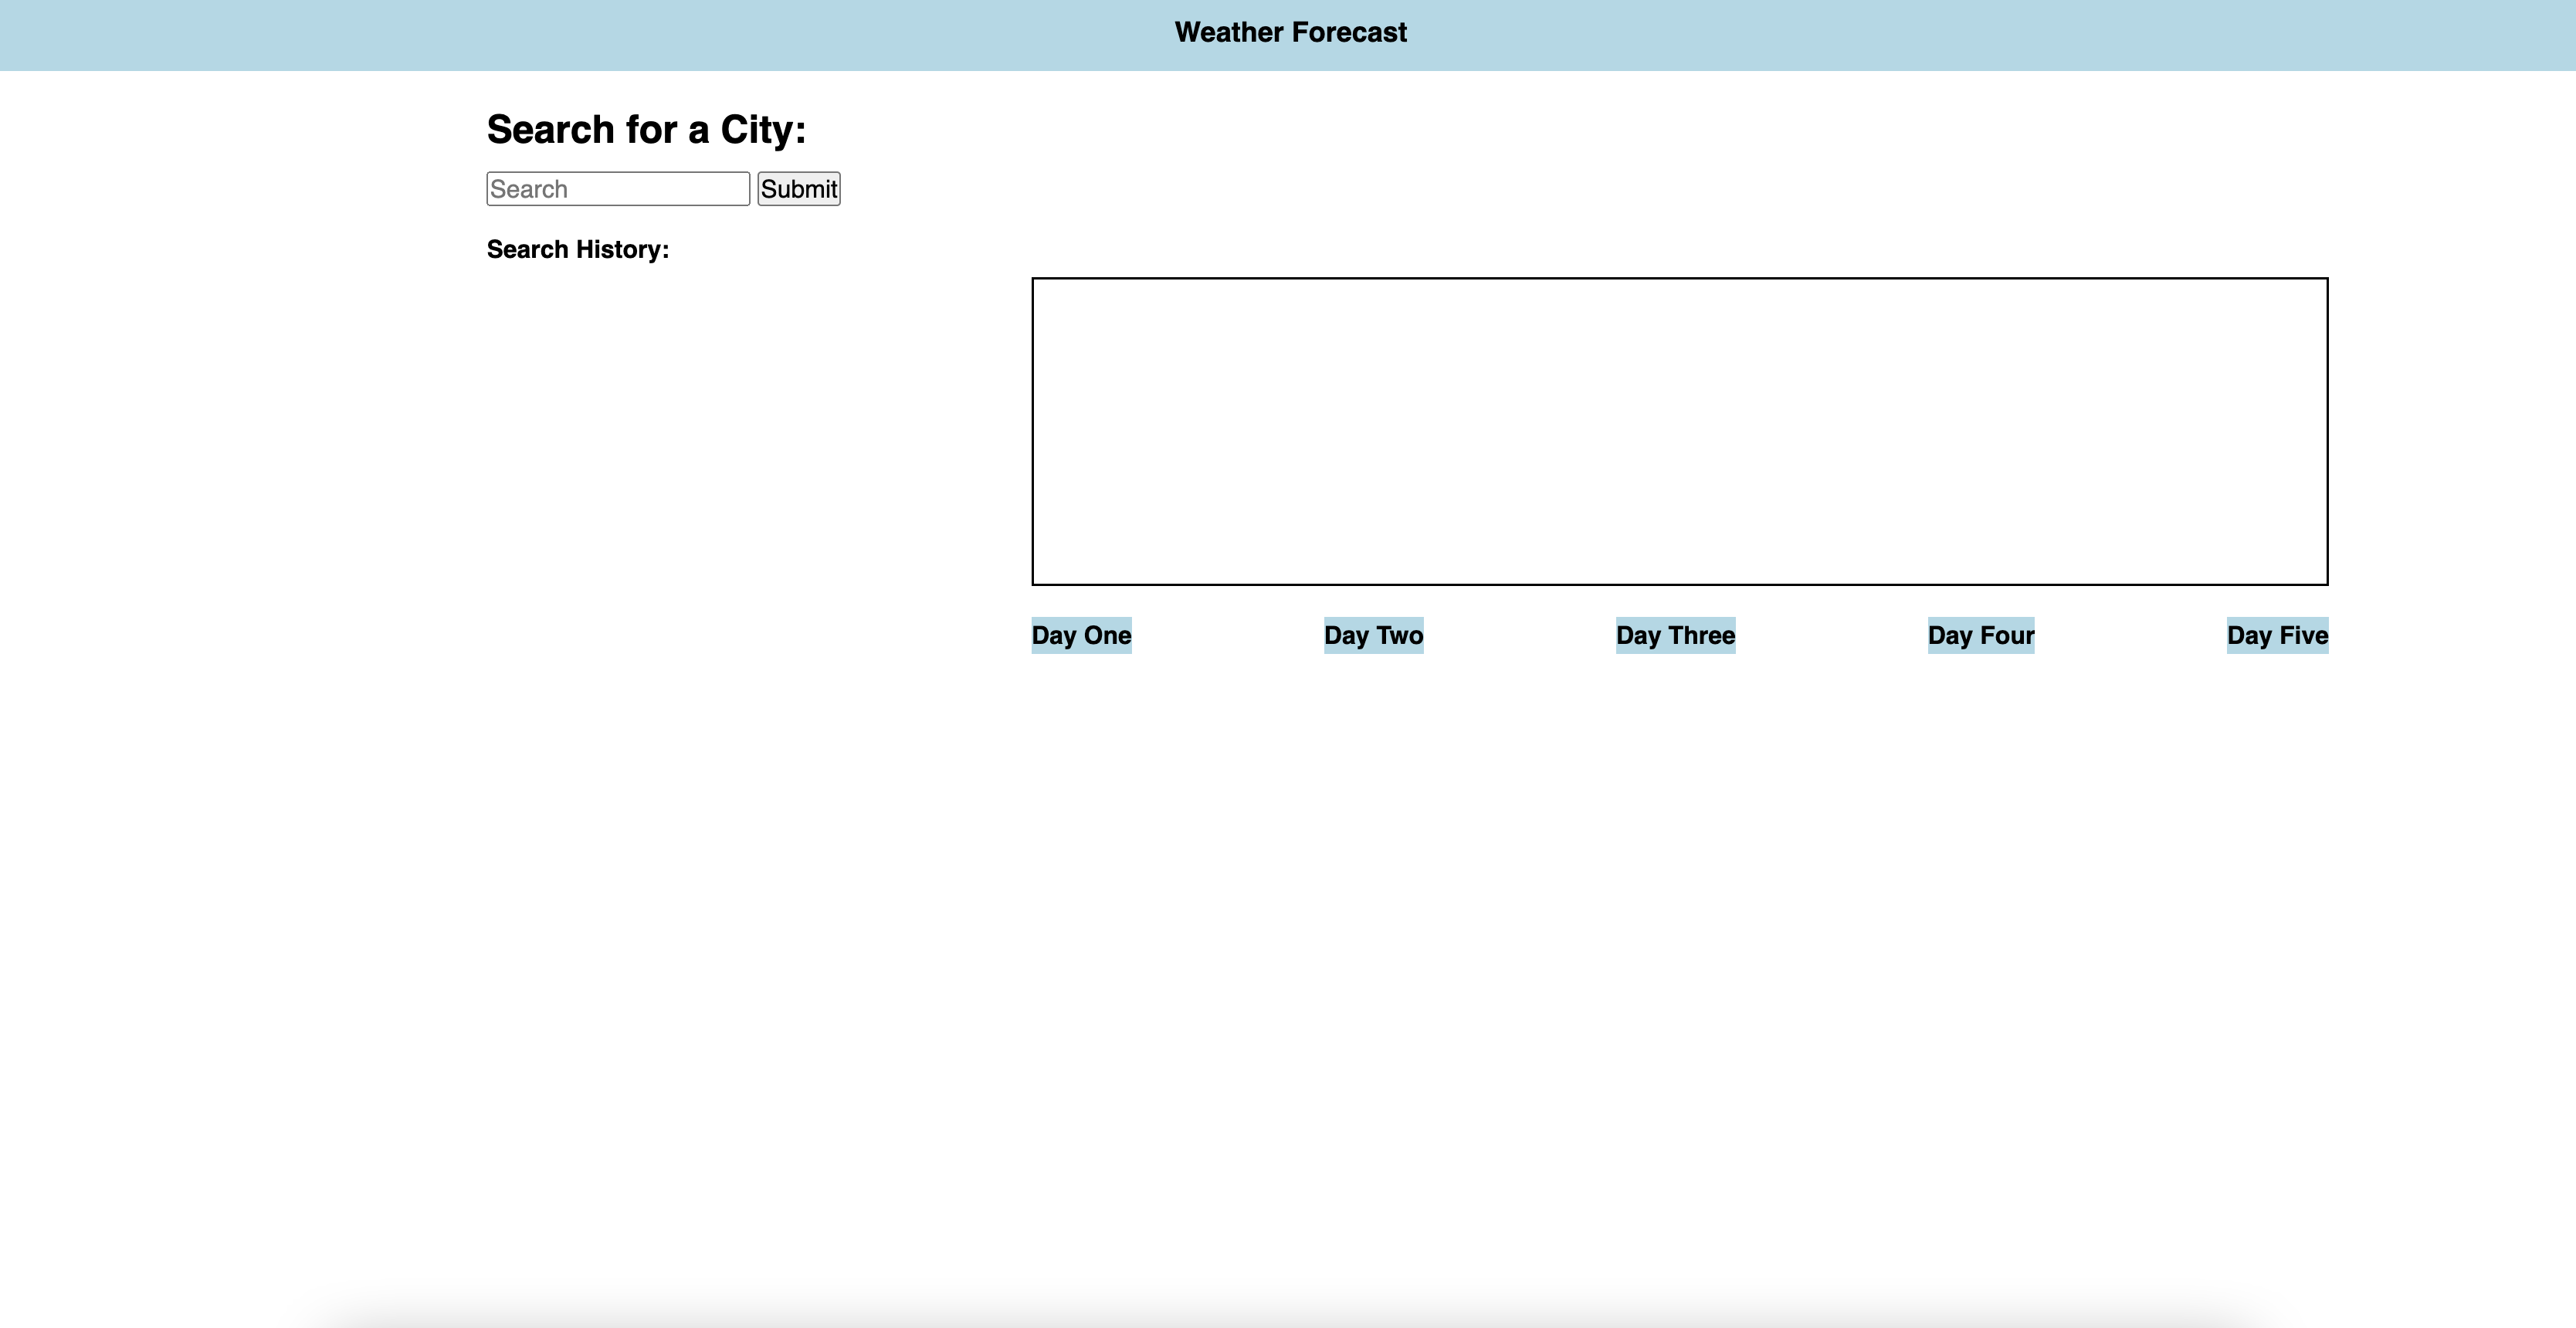 Weather Forecast
Search for a City:
Search Submit
Search History:
Day One Day Two Day Three Day Four Day Five